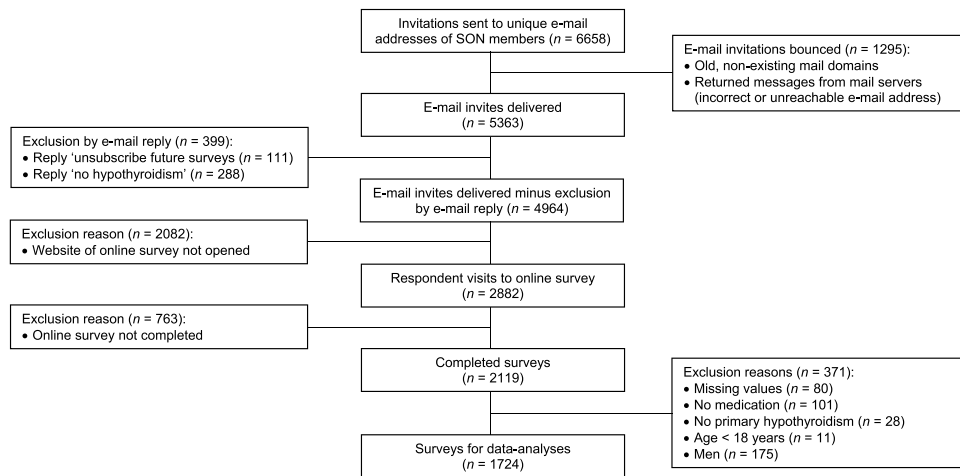 Invitations sent to unique e-mail
addresses of SON members (n = 6658)
E-mail invitations bounced (n = 1295):
• Old, non-existing mail domains
• Returned messages from mail servers
(incorrect or unreachable e-mail address)
E-mail invites delivered
(n = 5363)
Exclusion by e-mail reply (n = 399):
• Reply 'unsubscribe future surveys (n = 111)
• Reply 'no hypothyroidism' (n = 288)
E-mail invites delivered minus exclusion
by e-mail reply (n = 4964)
Exclusion reason (n = 2082):
• Website of online survey not opened
Respondent visits to online survey
(n = 2882)
Exclusion reason (n = 763):
• Online survey not completed
Completed surveys
(n = 2119)
Exclusion reasons (n = 371):
• Missing values (n = 80)
• No medication (n = 101)
• No primary hypothyroidism (n = 28)
• Age < 18 years (n = 11)
• Men (n = 175)
Surveys for data-analyses
(n = 1724)